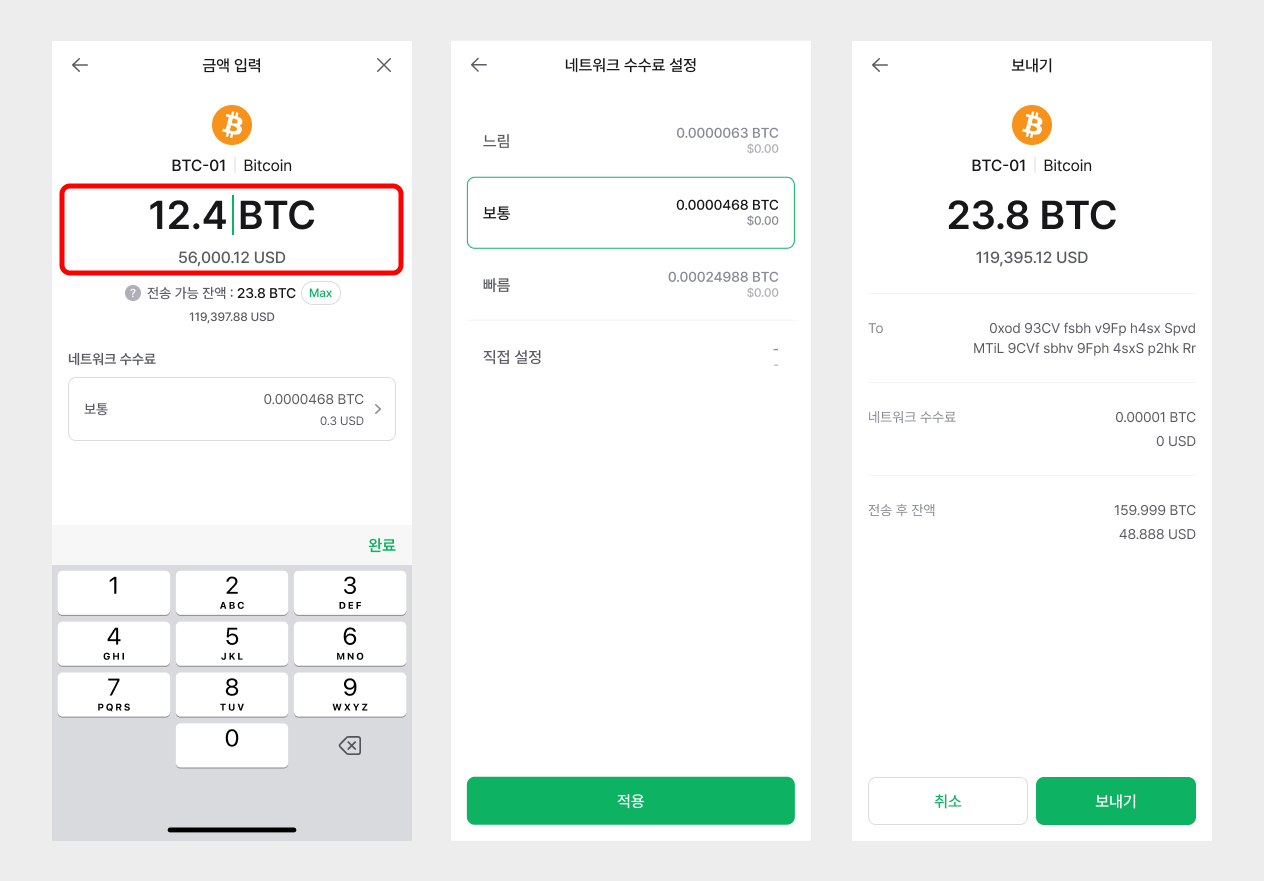 금액 입력
BTC-01 Bitcoin
12.4 BTC
56,000.12 USD
? 전송 가능 잔액 : 23.8 BTC Max
119,397.88 USD
네트워크 수수료
보통
0.0000468 BTC
0.3 USD
완료
1
2
ABC
3
DEF
4
GHI
5
JKL
6
MNO
7
PQRS
8
TUV
9
WXYZ
0
네트워크 수수료 설정
느림
0.0000063 BTC
$0.00
보통
0.0000468 BTC
$0.00
빠름
0.00024988 BTC
$0.00
직접 설정
-
-
적용
보내기
BTC-01 Bitcoin
23.8 BTC
119,395.12 USD
To
0xod 93CV fsbh v9Fp h4sx Spvd
MTiL 9CVf sbhv 9Fph 4sxS p2hk Rr
네트워크 수수료
0.00001 BTC
0 USD
전송 후 잔액
159.999 BTC
48.888 USD
취소
보내기